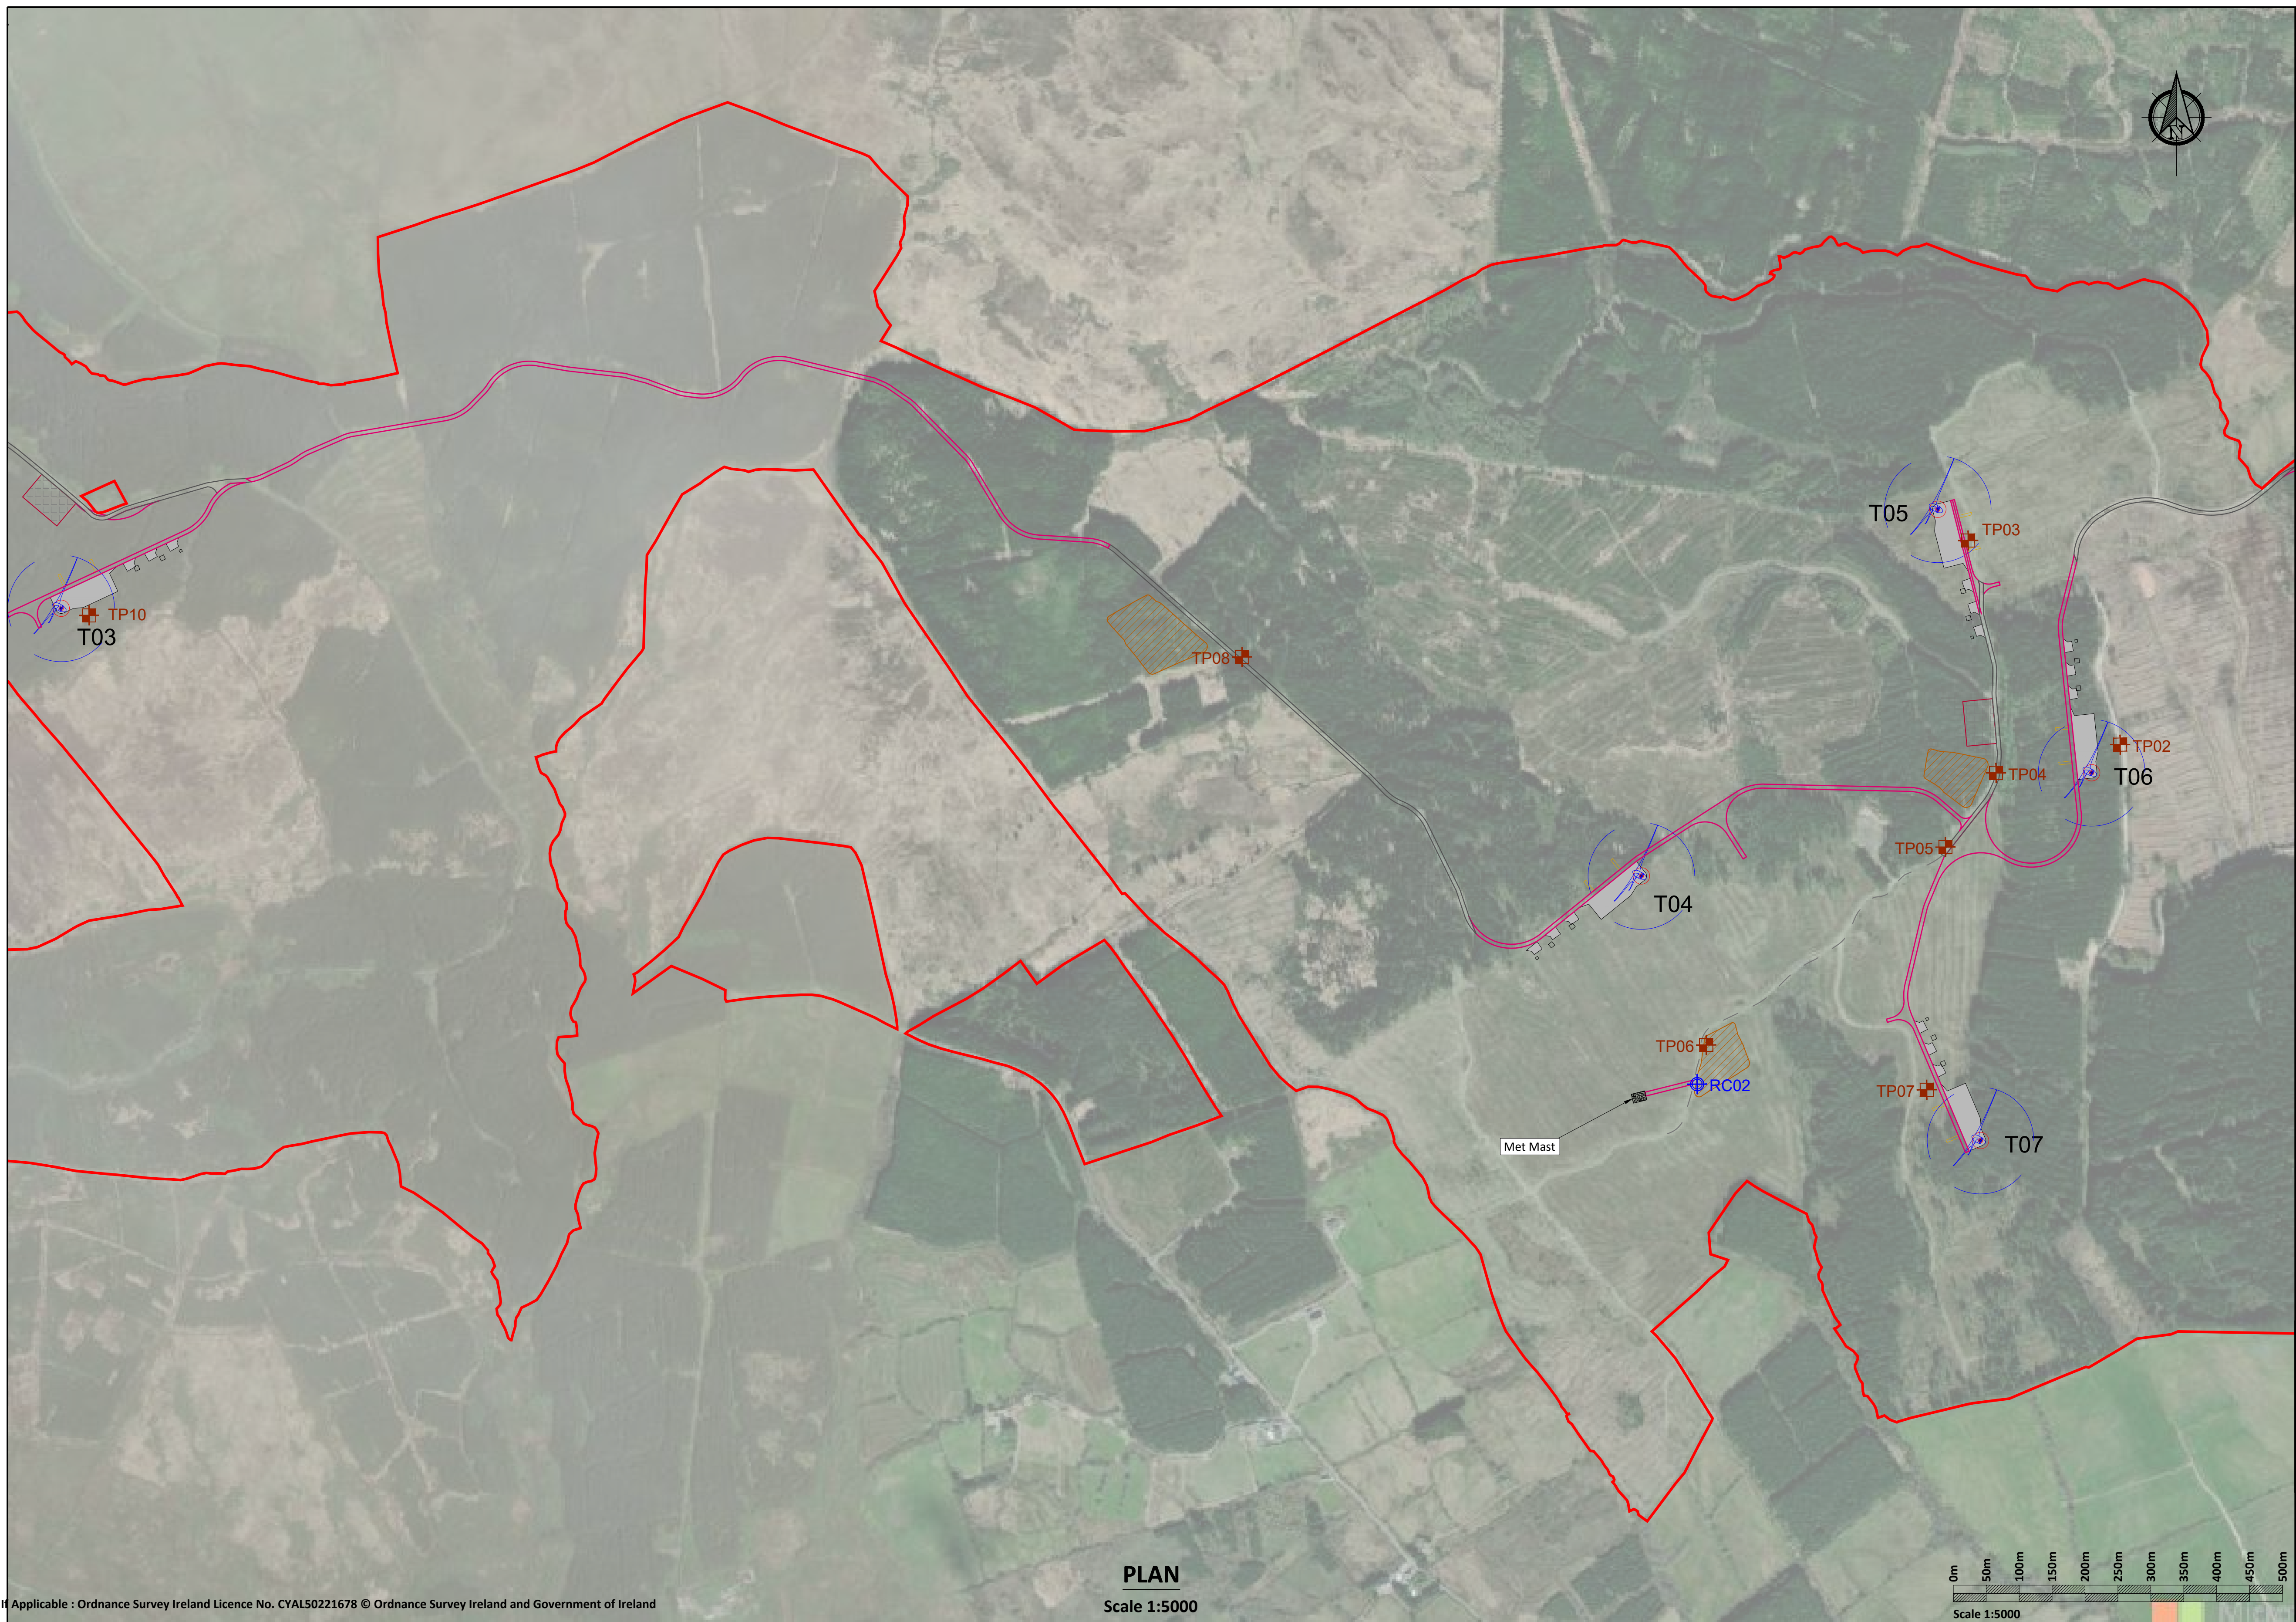 N
T05
TP03
TP10
T03
TP08
TP02
T06
TP04
TP05
T04
TP06
RC02
TP07
Met Mast
T07
PLAN
Scale 1:5000
If Applicable : Ordnance Survey Ireland Licence No. CYAL50221678 © Ordnance Survey Ireland and Government of Ireland
0m
50m
100m
150m
200m
250m
300m
350m
400m
450m
500m
Scale 1:5000